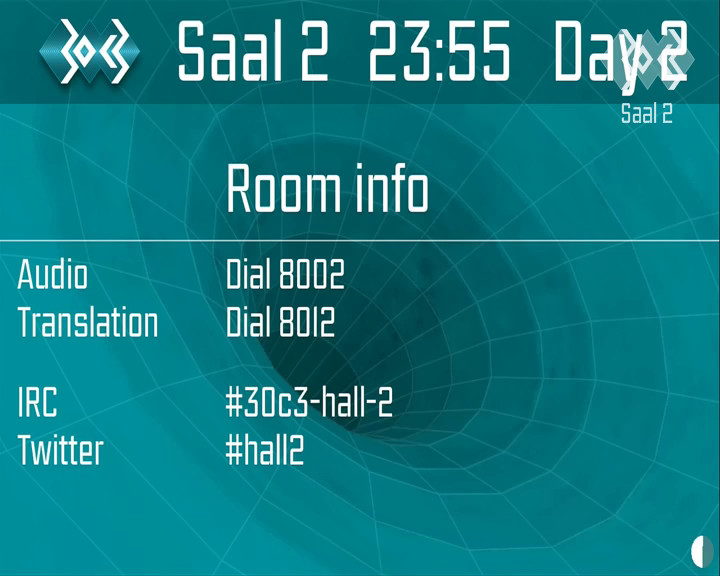 Saal 2 23:55 Day 2
Saal 2
Room info
Audio Dial 8002
Translation Dial 8012
IRC #30c3-hall-2
Twitter #hall2